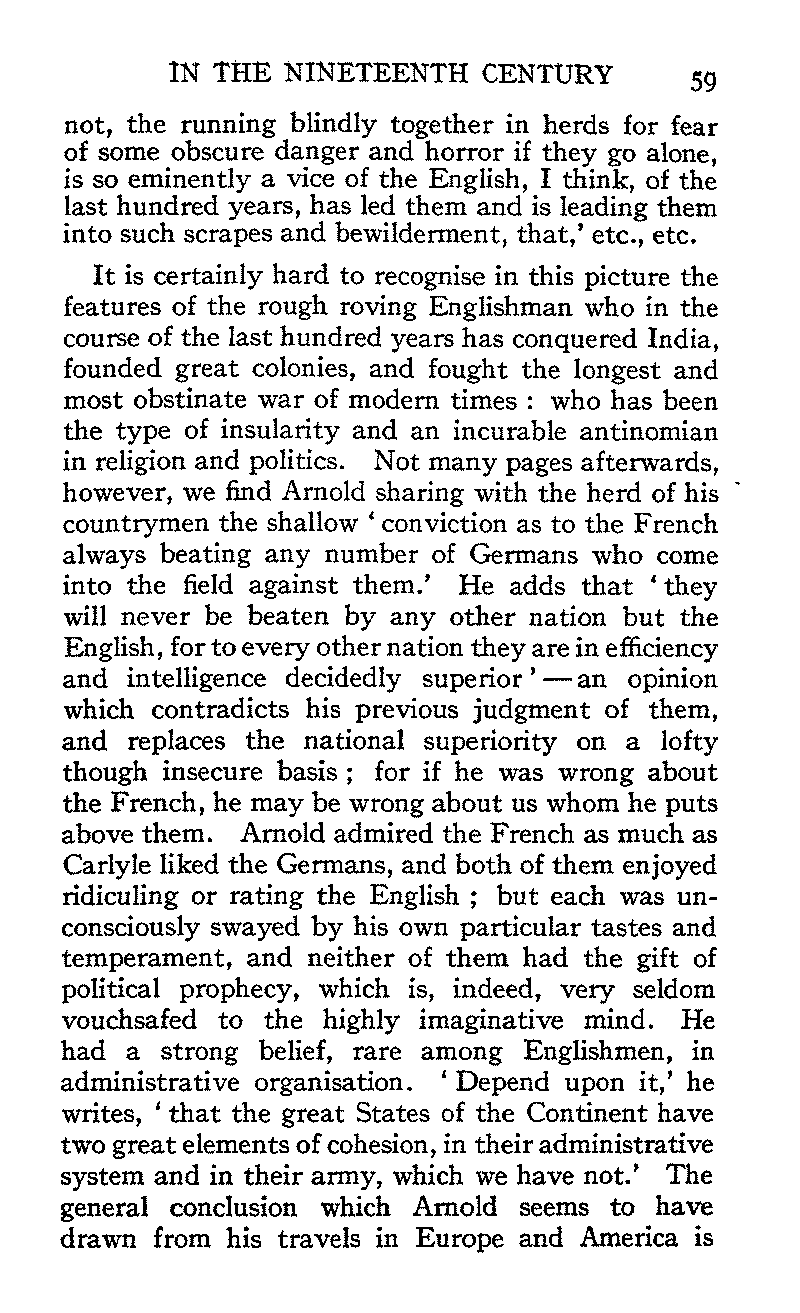 IN THE NINETEENTH CENTURY 59
not, the running blindly together in herds for fear
of some obscure danger and horror if they go alone,
is so eminently a vice of the English, I think, of the
last hundred years, has led them and is leading them
into such scrapes and bewilderment, that,’ etc., etc.
It is certainly hard to recognise in this picture the
features of the rough roving Englishman who in the
course of the last hundred years has conquered India,
founded great colonies, and fought the longest and
most obstinate war of modern times : who has been
the type of insularity and an incurable antinomian
in religion and politics. Not many pages afterwards,
however, we find Arnold sharing with the herd of his
countrymen the shallow ‘ conviction as to the French
always beating any number of Germans who come
into the field against them.’ He adds that ‘ they
will never be beaten by any other nation but the
English, for to every other nation they are in efficiency
and intelligence decidedly superior ’ — an opinion
which contradicts his previous judgment of them,
and replaces the national superiority on a lofty
though insecure basis ; for if he was wrong about
the French, he may be wrong about us whom he puts
above them. Arnold admired the French as much as
Carlyle liked the Germans, and both of them enjoyed
ridiculing or rating the English ; but each was un-
consciously swayed by his own particular tastes and
temperament, and neither of them had the gift of
political prophecy, which is, indeed, very seldom
vouchsafed to the highly imaginative mind. He
had a strong belief, rare among Englishmen, in
administrative organisation. ‘ Depend upon it,’ he
writes, ‘ that the great States of the Continent have
two great elements of cohesion, in their administrative
system and in their army, which we have not.’ The
general conclusion which Arnold seems to have
drawn from his travels in Europe and America is